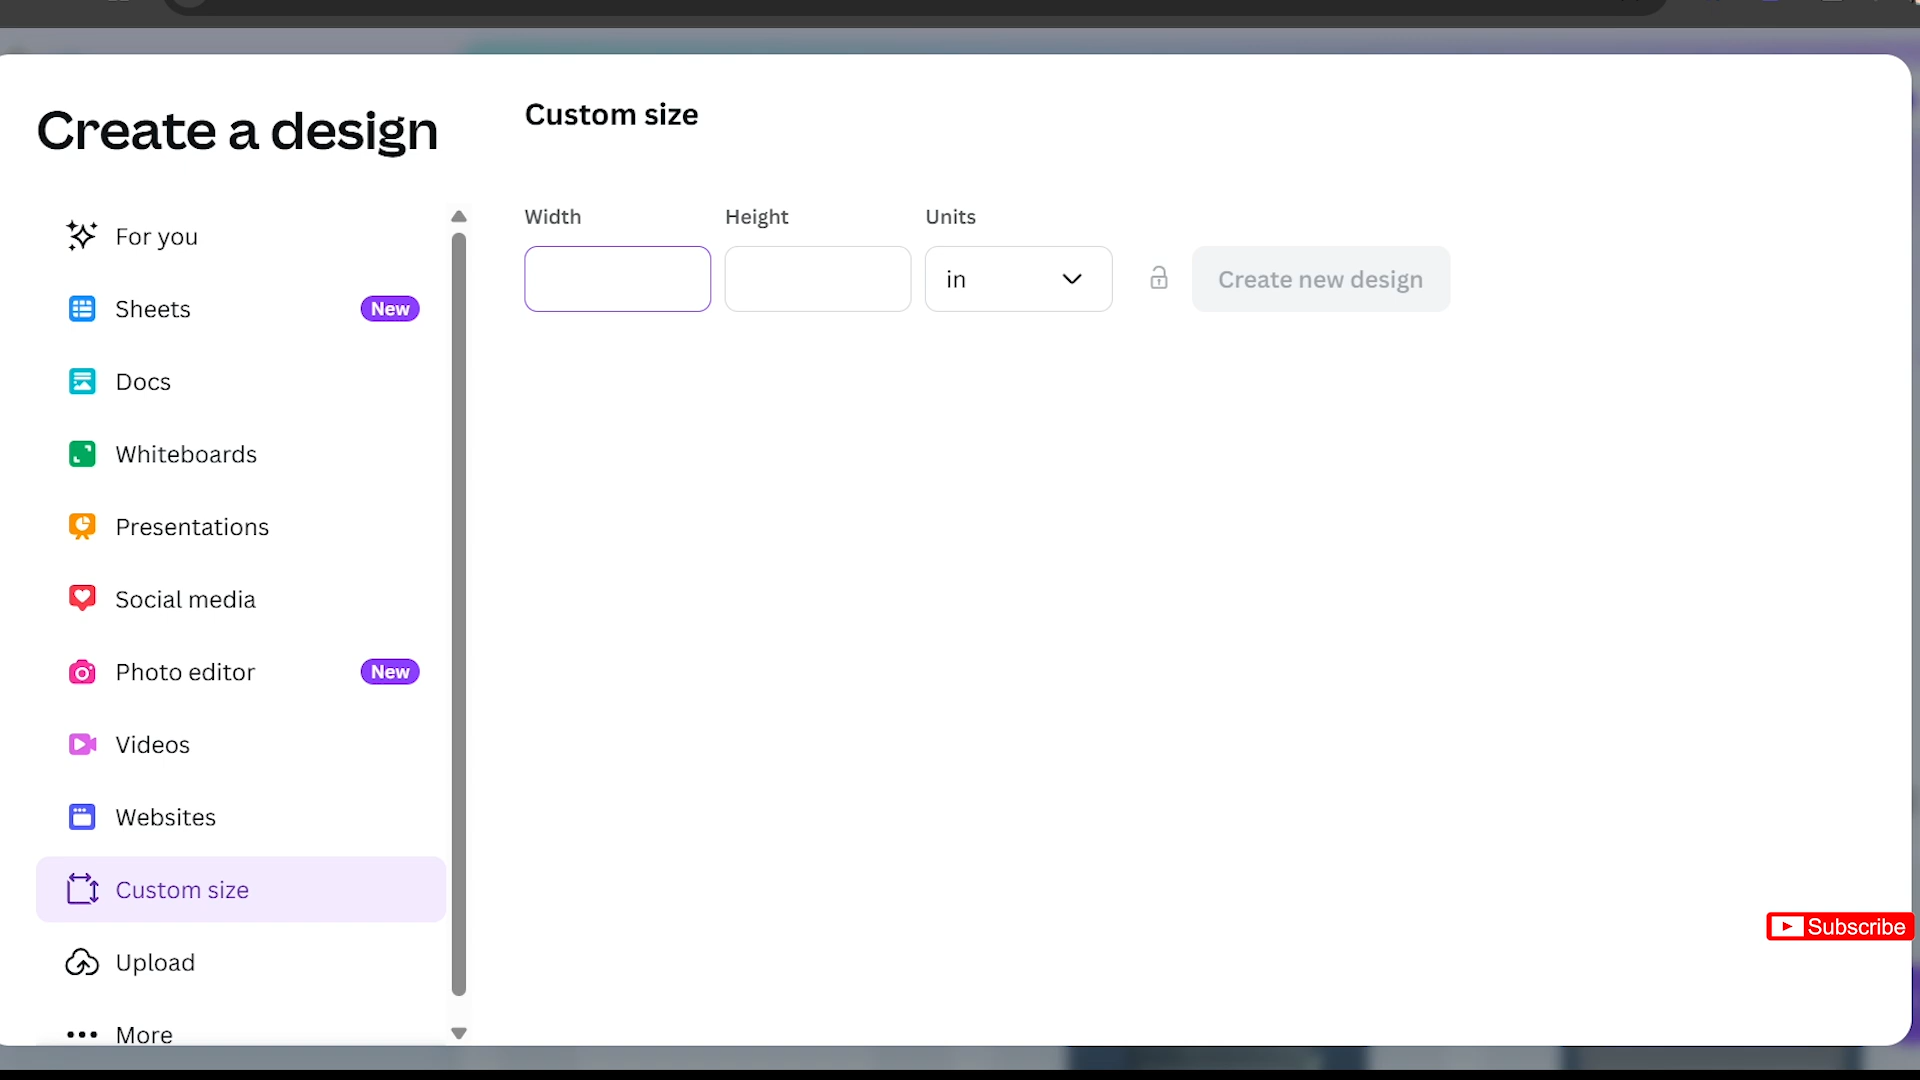 Create a design
For you
Sheets New
Docs
Whiteboards
Presentations
Social media
Photo editor New
Videos
Websites
Custom size
Upload
More
Custom size
Width Height Units
in Create new design
Subscribe